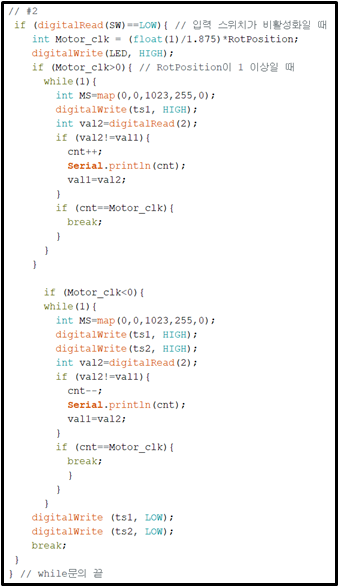 // #2
if (digitalRead(SW)==LOW){ // 입력 스위치가 비활성화일 때
int Motor_clk = (float(1)/1.875)*RotPosition;
digitalWrite(LED, HIGH);
if (Motor_clk>0){ // RotPosition이 1 이상일 때
while(1){
int MS=map(0,0,1023,255,0);
digitalWrite(ts1, HIGH);
int val2=digitalRead(2);
if (val2!=val1){
cnt++;
Serial.println(cnt);
val1=val2;
}
if (cnt==Motor_clk){
break;
}
}
}
if (Motor_clk<0){
while(1){
int MS=map(0,0,1023,255,0);
digitalWrite(ts1, HIGH);
digitalWrite(ts2, HIGH);
int val2=digitalRead(2);
if (val2!=val1){
cnt--;
Serial.println(cnt);
val1=val2;
}
if (cnt==Motor_clk){
break;
}
}
}
digitalWrite (ts1, LOW);
digitalWrite (ts2, LOW);
break;
}
} // while문의 끝